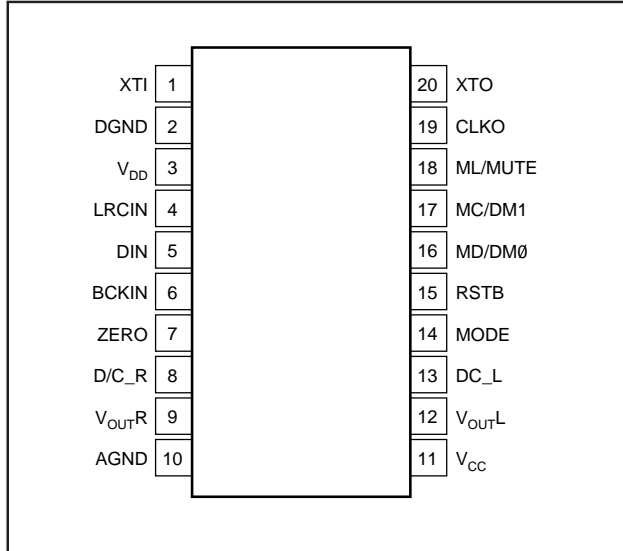 XTI 1 20 XTO
DGND 2 19 CLKO
VDD 3 18 ML/MUTE
LRCIN 4 17 MC/DM1
DIN 5 16 MD/DM0
BCKIN 6 15 RSTB
ZERO 7 14 MODE
D/C_R 8 13 DC_L
VOUTR 9 12 VOUTL
AGND 10 11 VCC